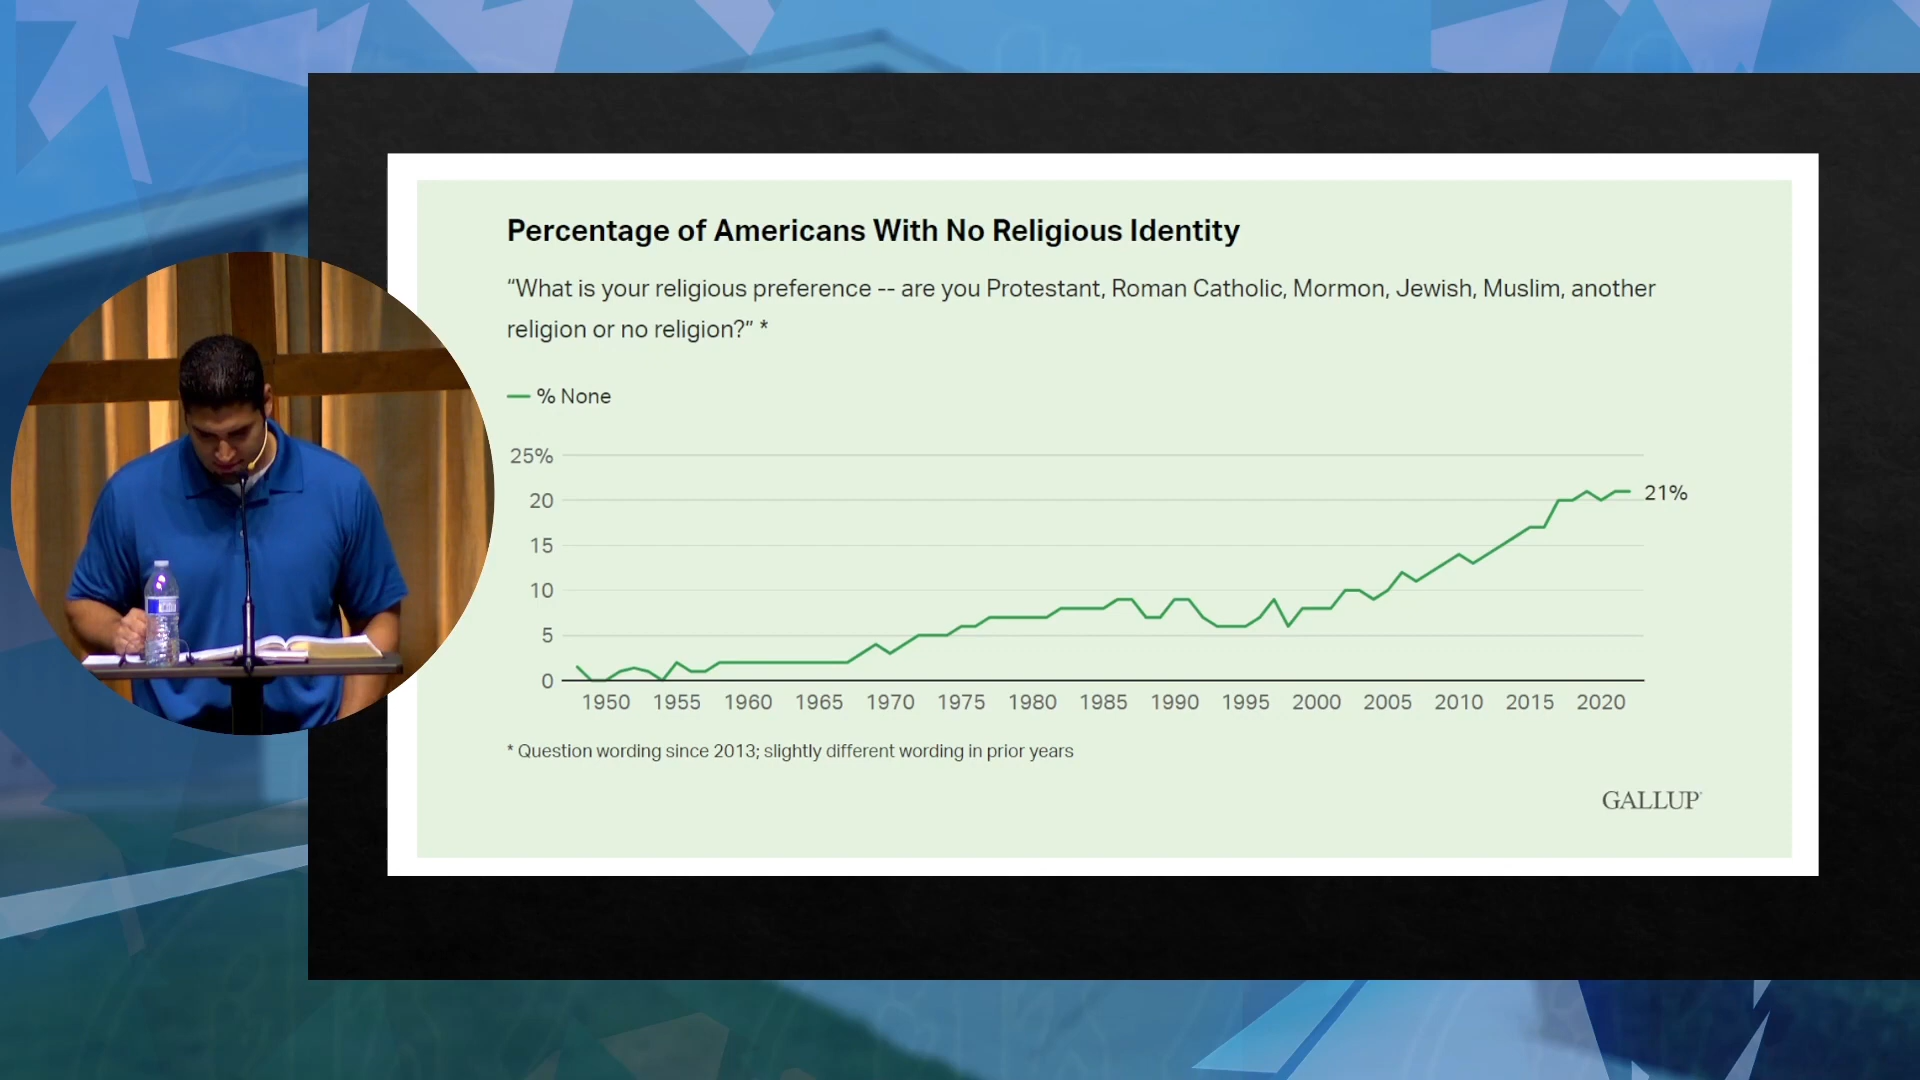 Percentage of Americans With No Religious Identity
“What is your religious preference -- are you Protestant, Roman Catholic, Mormon, Jewish, Muslim, another
religion or no religion?” *
% None
25%
20
15
10
5
0
21%
1950 1955 1960 1965 1970 1975 1980 1985 1990 1995 2000 2005 2010 2015 2020
* Question wording since 2013; slightly different wording in prior years
GALLUP